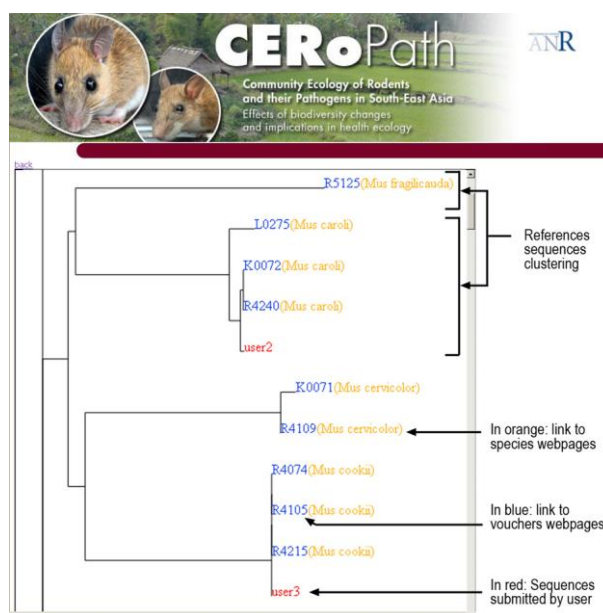 CERoPath
ANR
Community Ecology of Rodents
and their Pathogens in South-East Asia
Effects of biodiversity changes
and implications in health ecology
back
R5125(Mus fragilicauda)
L0275(Mus caroli)
K0072(Mus caroli)
R4240(Mus caroli)
user2
K0071(Mus cervicolor)
R4109(Mus cervicolor)
R4074(Mus cookii)
R4105(Mus cookii)
R4215(Mus cookii)
user3
References
sequences
clustering
In orange: link to
species webpages
In blue: link to
vouchers webpages
In red: Sequences
submitted by user